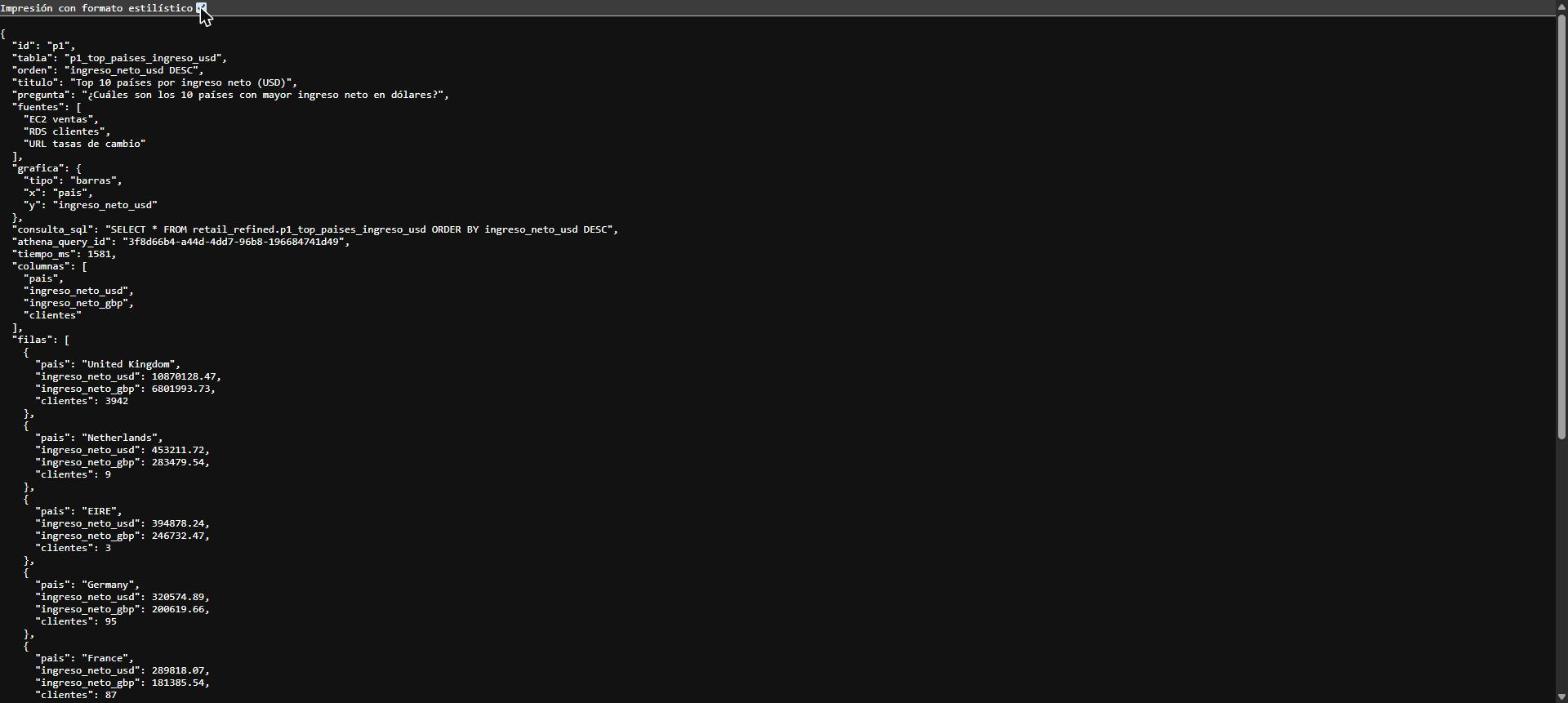 Impresión con formato estilístico
{
  "id": "p1",
  "tabla": "p1_top_paises_ingreso_usd",
  "orden": "ingreso_neto_usd DESC",
  "titulo": "Top 10 países por ingreso neto (USD)",
  "pregunta": "¿Cuáles son los 10 países con mayor ingreso neto en dólares?",
  "fuentes": [
    "EC2 ventas",
    "RDS clientes",
    "URL tasas de cambio"
  ],
  "grafica": {
    "tipo": "barras",
    "x": "pais",
    "y": "ingreso_neto_usd"
  },
  "consulta_sql": "SELECT * FROM retail_refined.p1_top_paises_ingreso_usd ORDER BY ingreso_neto_usd DESC",
  "athena_query_id": "3f8d66b4-a44d-4dd7-96b8-196684741d49",
  "tiempo_ms": 1581,
  "columnas": [
    "pais",
    "ingreso_neto_usd",
    "ingreso_neto_gbp",
    "clientes"
  ],
  "filas": [
    {
      "pais": "United Kingdom",
      "ingreso_neto_usd": 10870128.47,
      "ingreso_neto_gbp": 6801993.73,
      "clientes": 3942
    },
    {
      "pais": "Netherlands",
      "ingreso_neto_usd": 453211.72,
      "ingreso_neto_gbp": 283479.54,
      "clientes": 9
    },
    {
      "pais": "EIRE",
      "ingreso_neto_usd": 394878.24,
      "ingreso_neto_gbp": 246732.47,
      "clientes": 3
    },
    {
      "pais": "Germany",
      "ingreso_neto_usd": 320574.89,
      "ingreso_neto_gbp": 200619.66,
      "clientes": 95
    },
    {
      "pais": "France",
      "ingreso_neto_usd": 289818.07,
      "ingreso_neto_gbp": 181385.54,
      "clientes": 87